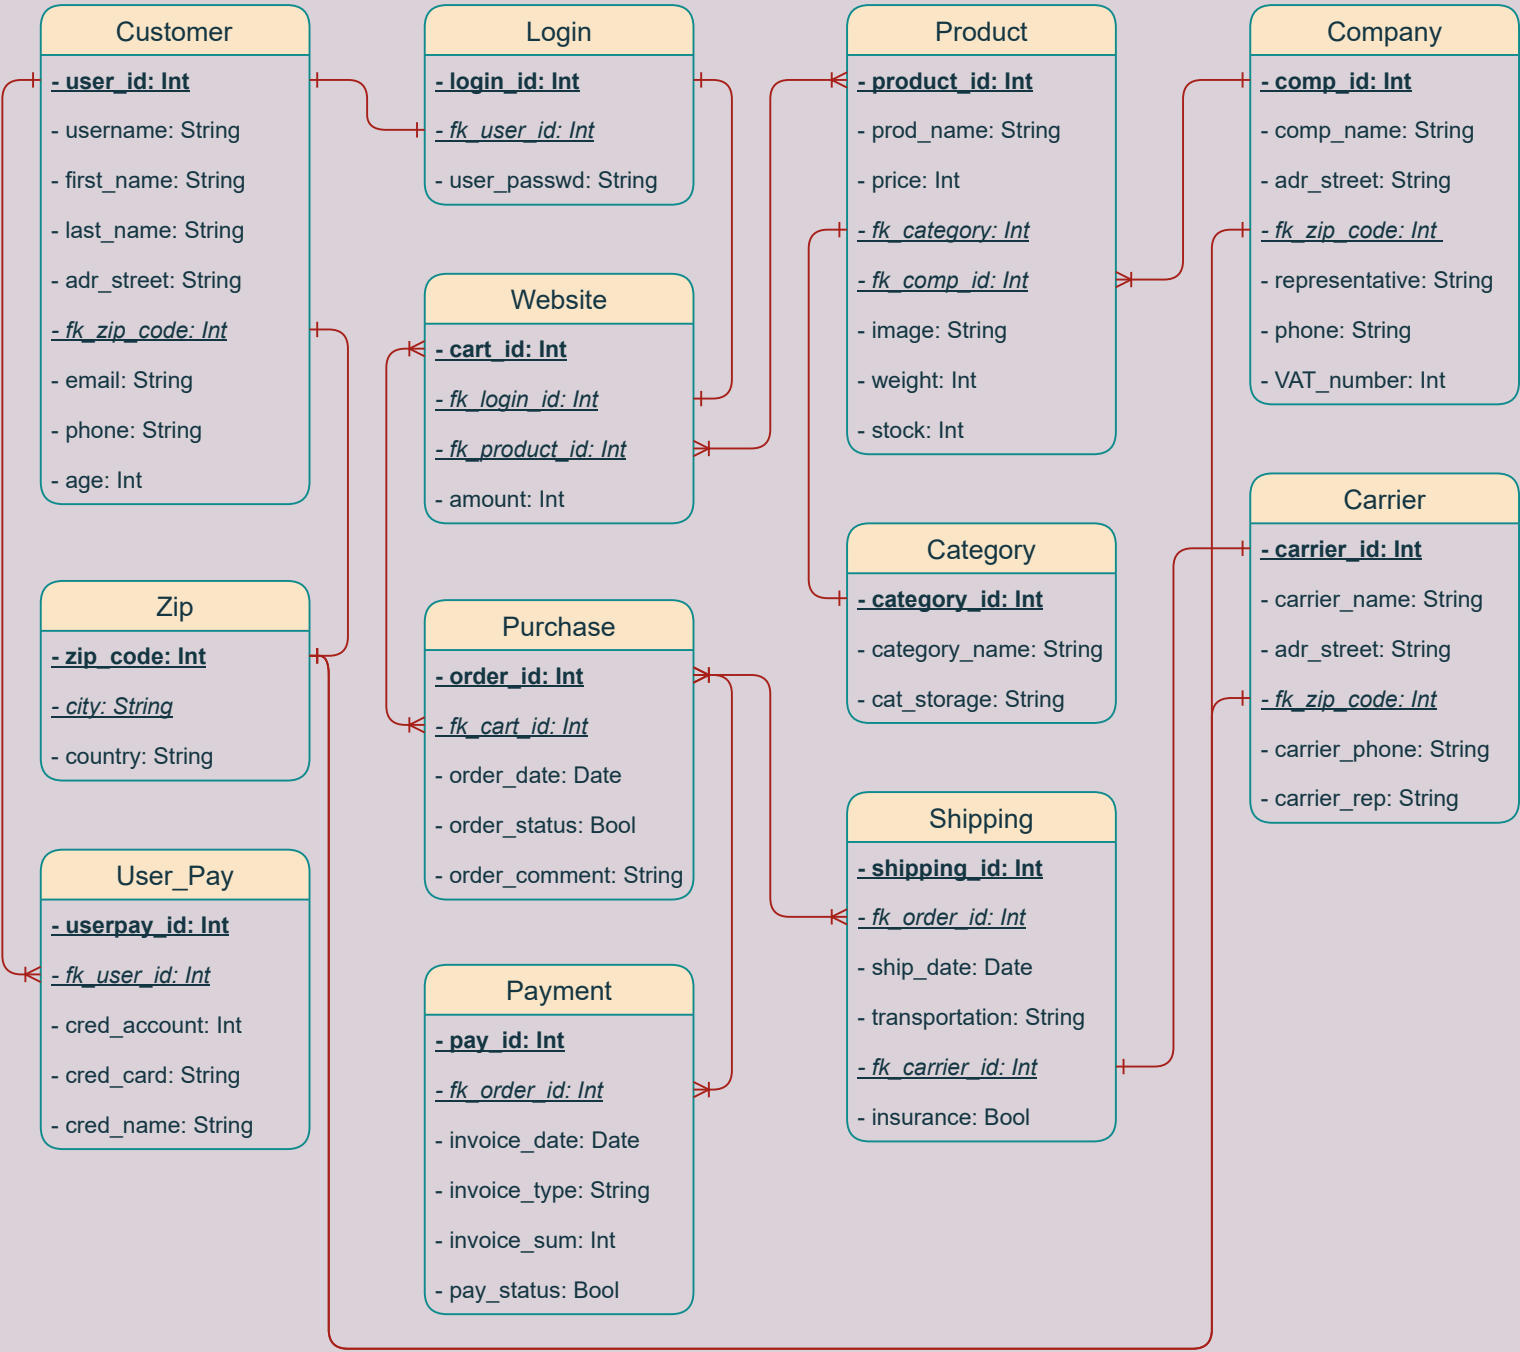 Customer
- user_id: Int
- username: String
- first_name: String
- last_name: String
- adr_street: String
- fk_zip_code: Int
- email: String
- phone: String
- age: Int
Zip
- zip_code: Int
- city: String
- country: String
User_Pay
- userpay_id: Int
- fk_user_id: Int
- cred_account: Int
- cred_card: String
- cred_name: String
Login
- login_id: Int
- fk_user_id: Int
- user_passwd: String
Website
- cart_id: Int
- fk_login_id: Int
- fk_product_id: Int
- amount: Int
Purchase
- order_id: Int
- fk_cart_id: Int
- order_date: Date
- order_status: Bool
- order_comment: String
Payment
- pay_id: Int
- fk_order_id: Int
- invoice_date: Date
- invoice_type: String
- invoice_sum: Int
- pay_status: Bool
Product
- product_id: Int
- prod_name: String
- price: Int
- fk_category: Int
- fk_comp_id: Int
- image: String
- weight: Int
- stock: Int
Category
- category_id: Int
- category_name: String
- cat_storage: String
Shipping
- shipping_id: Int
- fk_order_id: Int
- ship_date: Date
- transportation: String
- fk_carrier_id: Int
- insurance: Bool
Company
- comp_id: Int
- comp_name: String
- adr_street: String
- fk_zip_code: Int
- representative: String
- phone: String
- VAT_number: Int
Carrier
- carrier_id: Int
- carrier_name: String
- adr_street: String
- fk_zip_code: Int
- carrier_phone: String
- carrier_rep: String